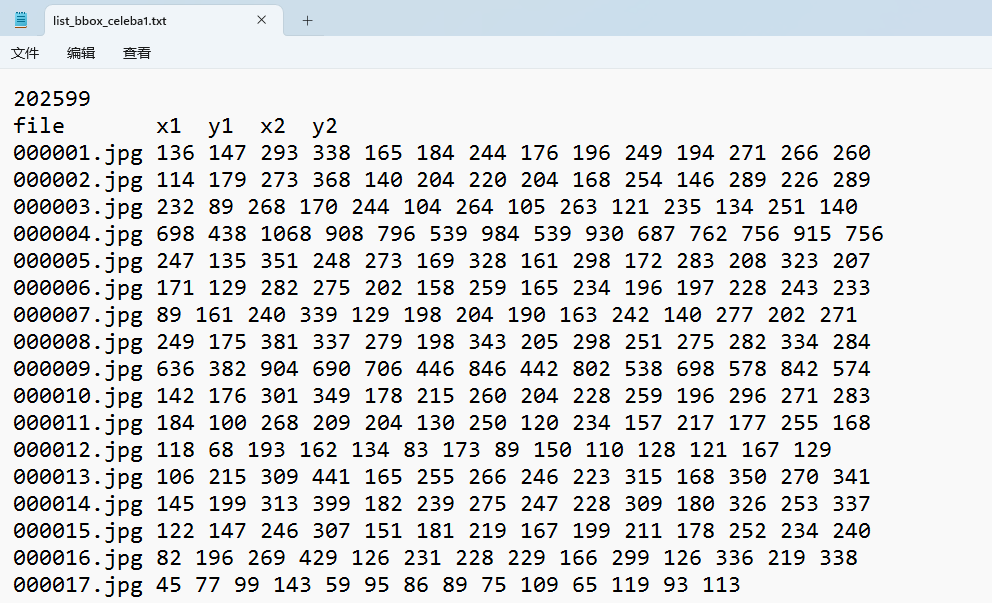 list_bbox_celeba1.txt
文件 编辑 查看
202599
file x1 y1 x2 y2
000001.jpg 136 147 293 338 165 184 244 176 196 249 194 271 266 260
000002.jpg 114 179 273 368 140 204 220 204 168 254 146 289 226 289
000003.jpg 232 89 268 170 244 104 264 105 263 121 235 134 251 140
000004.jpg 698 438 1068 908 796 539 984 539 930 687 762 756 915 756
000005.jpg 247 135 351 248 273 169 328 161 298 172 283 208 323 207
000006.jpg 171 129 282 275 202 158 259 165 234 196 197 228 243 233
000007.jpg 89 161 240 339 129 198 204 190 163 242 140 277 202 271
000008.jpg 249 175 381 337 279 198 343 205 298 251 275 282 334 284
000009.jpg 636 382 904 690 706 446 846 442 802 538 698 578 842 574
000010.jpg 142 176 301 349 178 215 260 204 228 259 196 296 271 283
000011.jpg 184 100 268 209 204 130 250 120 234 157 217 177 255 168
000012.jpg 118 68 193 162 134 83 173 89 150 110 128 121 167 129
000013.jpg 106 215 309 441 165 255 266 246 223 315 168 350 270 341
000014.jpg 145 199 313 399 182 239 275 247 228 309 180 326 253 337
000015.jpg 122 147 246 307 151 181 219 167 199 211 178 252 234 240
000016.jpg 82 196 269 429 126 231 228 229 166 299 126 336 219 338
000017.jpg 45 77 99 143 59 95 86 89 75 109 65 119 93 113